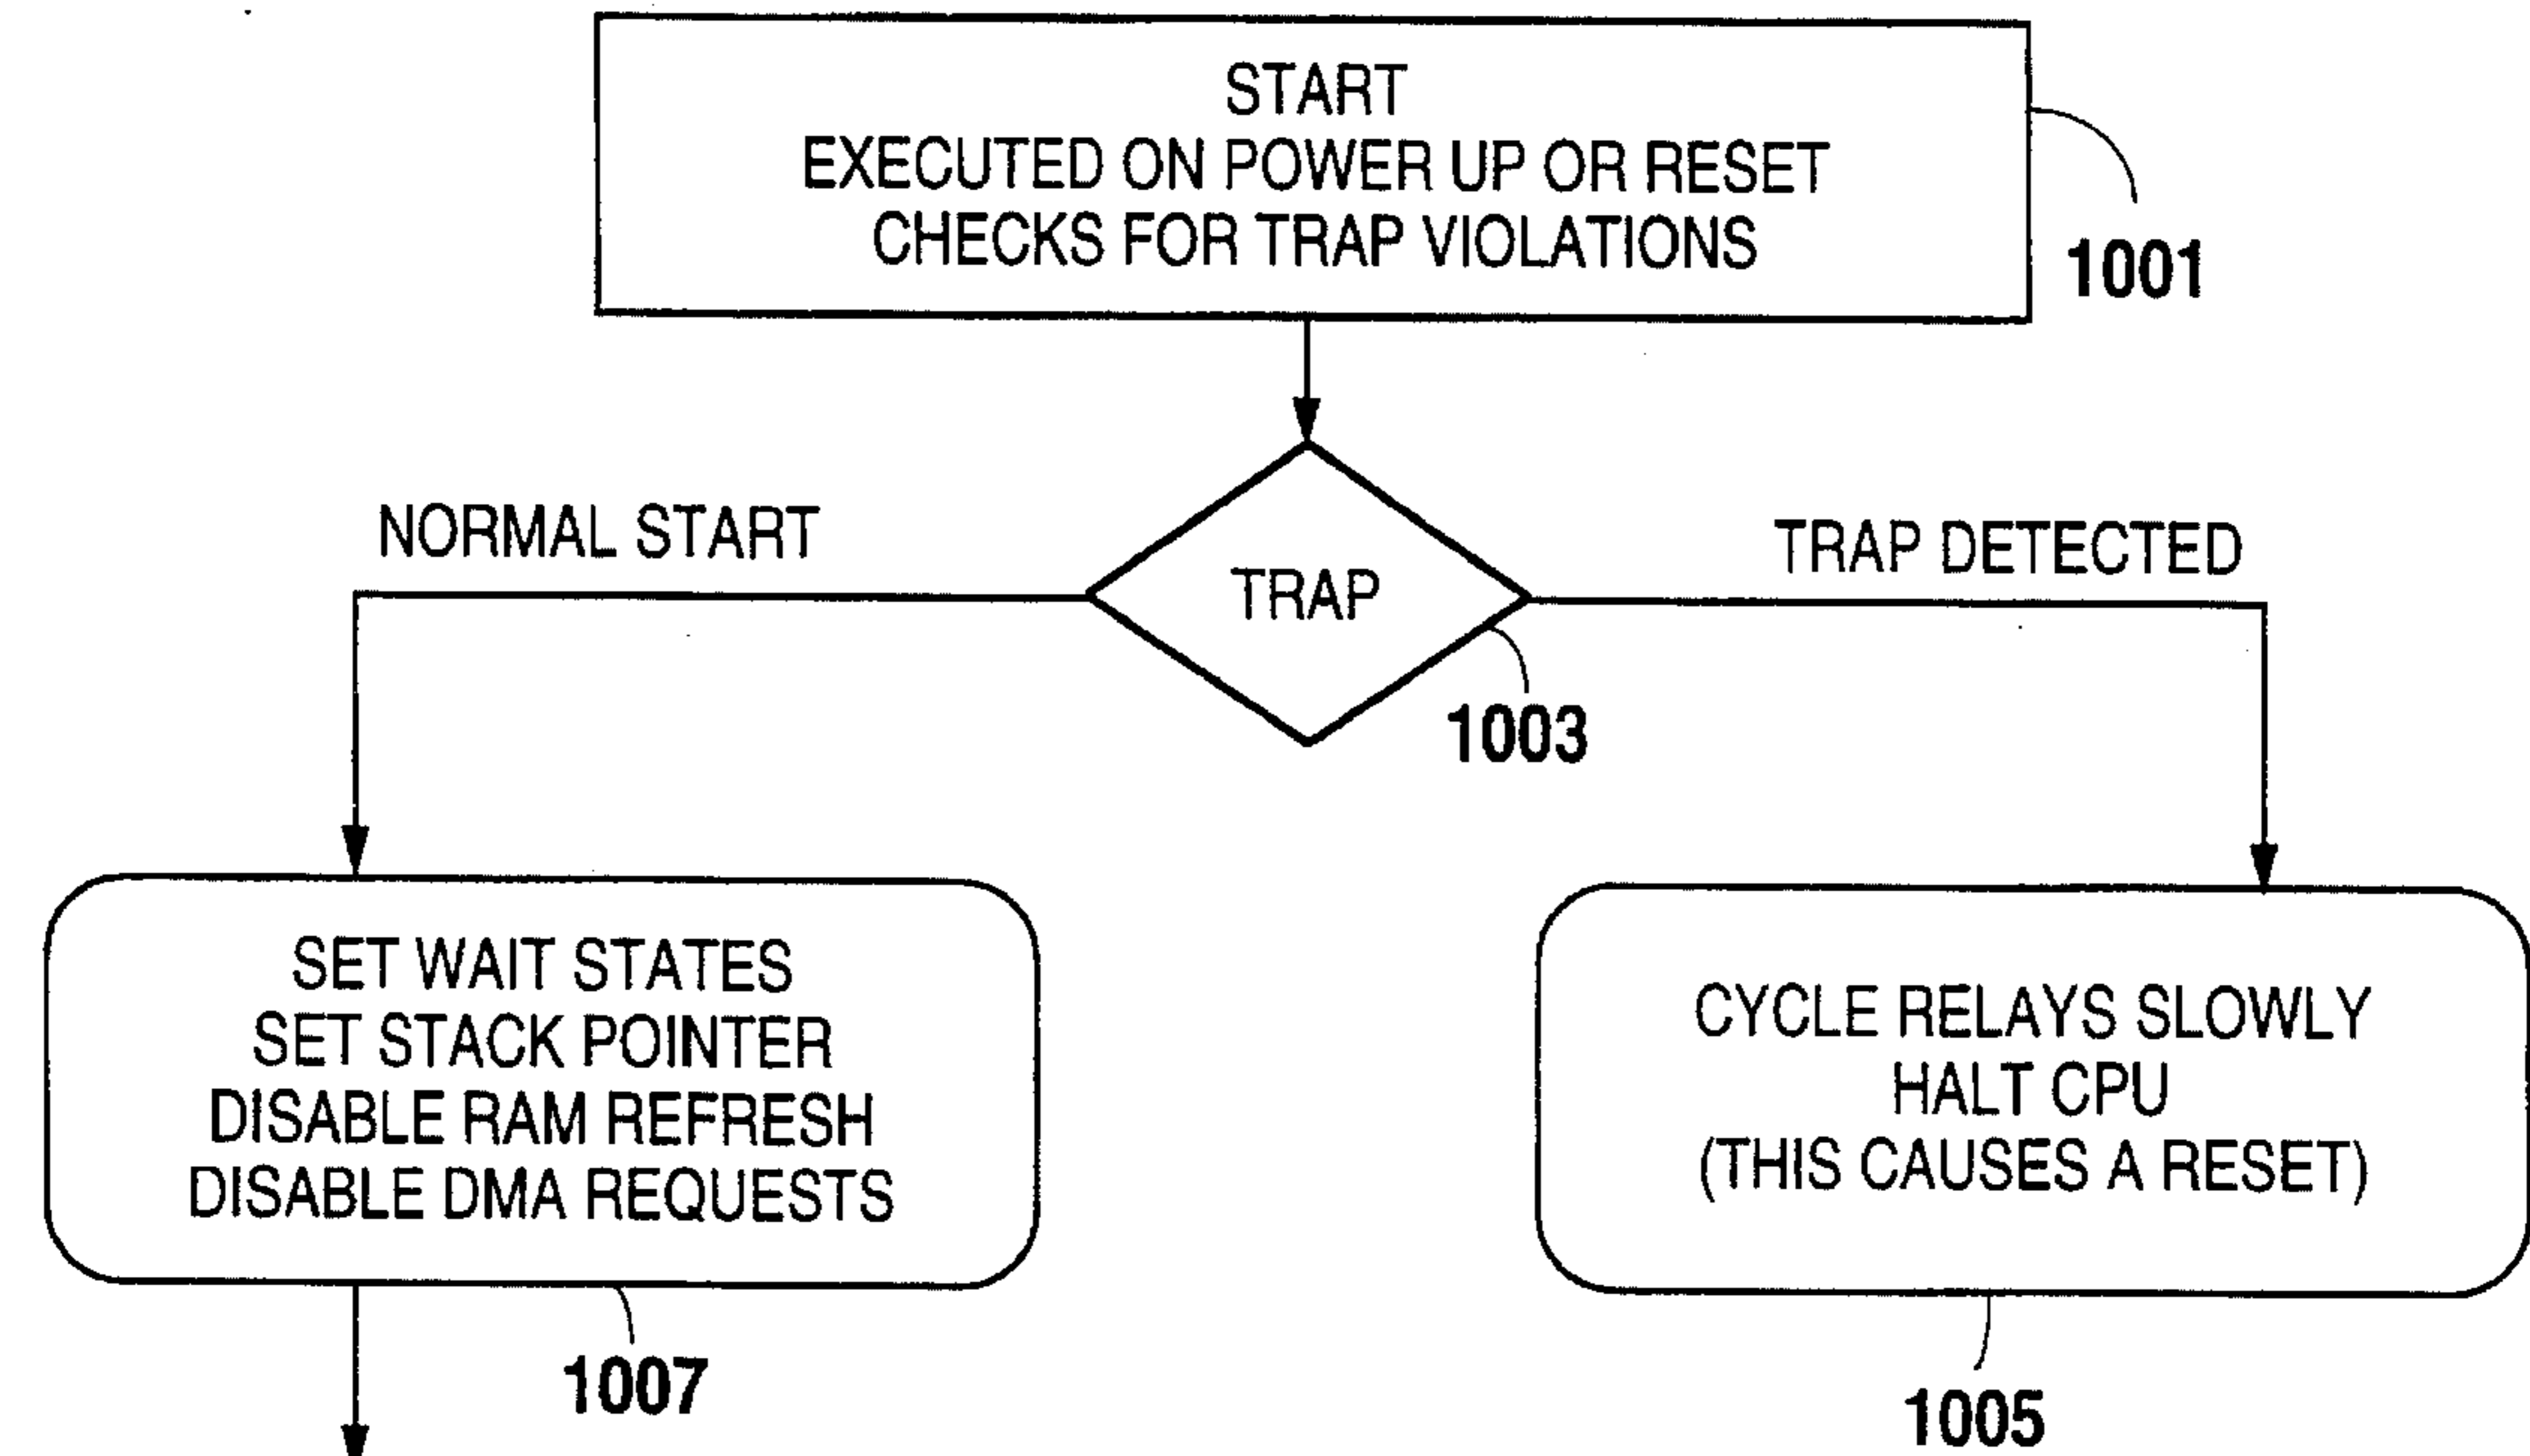 START
EXECUTED ON POWER UP OR RESET
CHECKS FOR TRAP VIOLATIONS
1001
NORMAL START
TRAP
TRAP DETECTED
1003
SET WAIT STATES
SET STACK POINTER
DISABLE RAM REFRESH
DISABLE DMA REQUESTS
1007
CYCLE RELAYS SLOWLY
HALT CPU
(THIS CAUSES A RESET)
1005